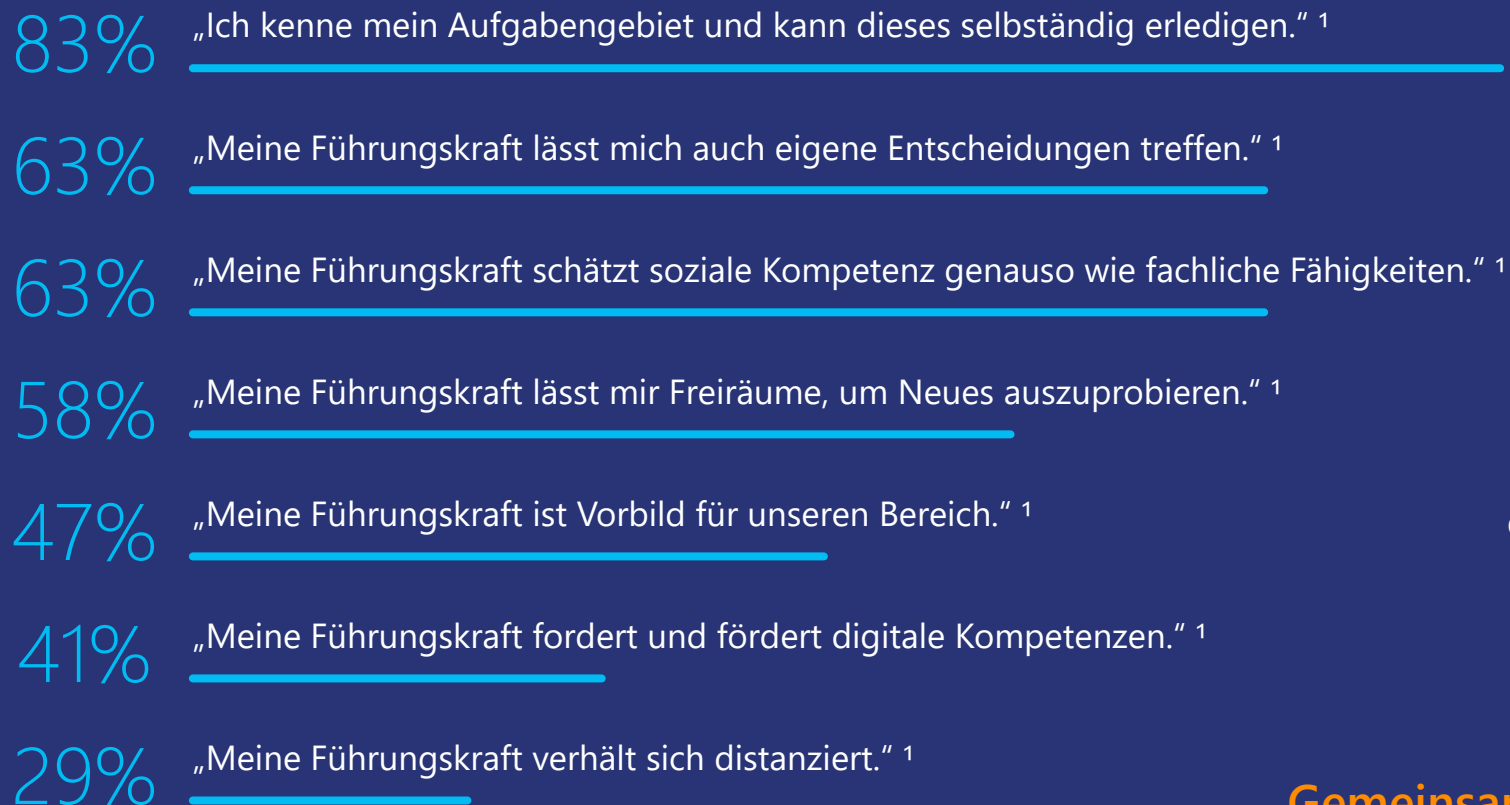 83%
„Ich kenne mein Aufgabengebiet und kann dieses selbständig erledigen.“ ¹
63%
„Meine Führungskraft lässt mich auch eigene Entscheidungen treffen.“ ¹
63%
„Meine Führungskraft schätzt soziale Kompetenz genauso wie fachliche Fähigkeiten.“ ¹
58%
„Meine Führungskraft lässt mir Freiräume, um Neues auszuprobieren.“ ¹
47%
„Meine Führungskraft ist Vorbild für unseren Bereich.“ ¹
41%
„Meine Führungskraft fordert und fördert digitale Kompetenzen.“ ¹
29%
„Meine Führungskraft verhält sich distanziert.“ ¹